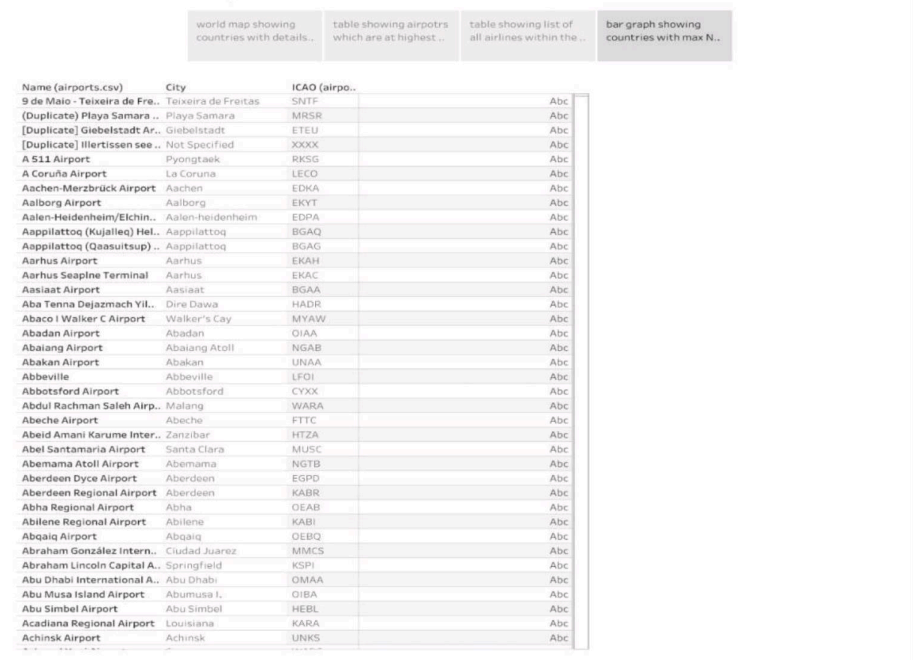 world map showing countries with details..
table showing airpotrs which are at highest ..
table showing list of all airlines within the ..
bar graph showing countries with max N..
Name (airports.csv) City ICAO (airpo..
9 de Maio - Teixeira de Fre.. Teixeira de Freitas SNTF Abc
(Duplicate) Playa Samara .. Playa Samara MRSR Abc
[Duplicate] Giebelstadt Ar.. Giebelstadt ETEU Abc
[Duplicate] Illertissen see .. Not Specified XXXX Abc
A 511 Airport Pyongtaek RKSG Abc
A Coruña Airport La Coruna LECO Abc
Aachen-Merzbrück Airport Aachen EDKA Abc
Aalborg Airport Aalborg EKYT Abc
Aalen-Heidenheim/Elchin.. Aalen-heidenheim EDPA Abc
Aappilattoq (Kujalleq) Hel.. Aappilattoq BGAQ Abc
Aappilattoq (Qaasuitsup) .. Aappilattoq BGAG Abc
Aarhus Airport Aarhus EKAH Abc
Aarhus Seaplne Terminal Aarhus EKAC Abc
Aasiaat Airport Aasiaat BGAA Abc
Aba Tenna Dejazmach Yil.. Dire Dawa HADR Abc
Abaco I Walker C Airport Walker's Cay MYAW Abc
Abadan Airport Abadan OIAA Abc
Abaiang Airport Abaiang Atoll NGAB Abc
Abakan Airport Abakan UNAA Abc
Abbeville Abbeville LFOI Abc
Abbotsford Airport Abbotsford CYXX Abc
Abdul Rachman Saleh Airp.. Malang WARA Abc
Abeche Airport Abeche FTTC Abc
Abeid Amani Karume Inter.. Zanzibar HTZA Abc
Abel Santamaria Airport Santa Clara MUSC Abc
Abemama Atoll Airport Abemama NGTB Abc
Aberdeen Dyce Airport Aberdeen EGPD Abc
Aberdeen Regional Airport Aberdeen KABR Abc
Abha Regional Airport Abha OEAB Abc
Abilene Regional Airport Abilene KABI Abc
Abqaiq Airport Abqaiq OEBQ Abc
Abraham González Intern.. Ciudad Juarez MMCS Abc
Abraham Lincoln Capital A.. Springfield KSPI Abc
Abu Dhabi International A.. Abu Dhabi OMAA Abc
Abu Musa Island Airport Abumusa I. OIBA Abc
Abu Simbel Airport Abu Simbel HEBL Abc
Acadiana Regional Airport Louisiana KARA Abc
Achinsk Airport Achinsk UNKS Abc